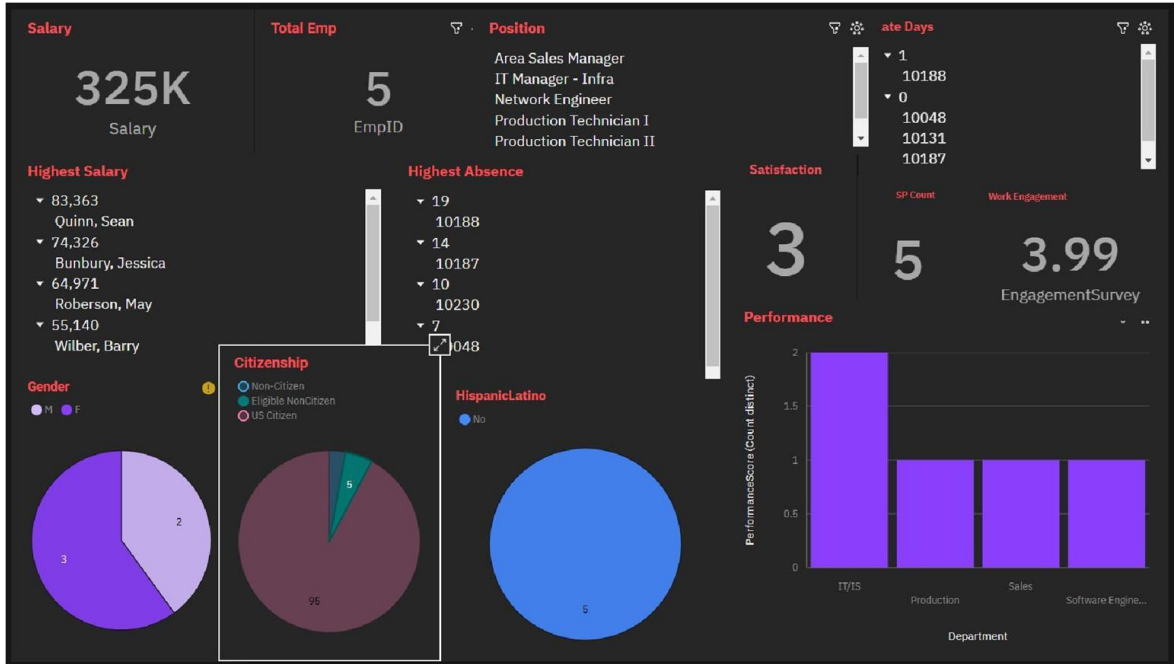 Salary
325K
Salary
Total Emp
5
EmpID
Position
Area Sales Manager
IT Manager - Infra
Network Engineer
Production Technician I
Production Technician II
ate Days
1
10188
0
10048
10131
10187
Highest Salary
83,363
Quinn, Sean
74,326
Bunbury, Jessica
64,971
Roberson, May
55,140
Wilber, Barry
Highest Absence
19
10188
14
10187
10
10230
7
0048
Satisfaction
3
SP Count
5
Work Engagement
3.99
EngagementSurvey
Gender
M F
2
3
Citizenship
Non-Citizen
Eligible NonCitizen
US Citizen
5
95
HispanicLatino
No
5
Performance
PerformanceScore (Count distinct)
2
1.5
1
0.5
0
IT/IS
Production
Sales
Software Engine...
Department